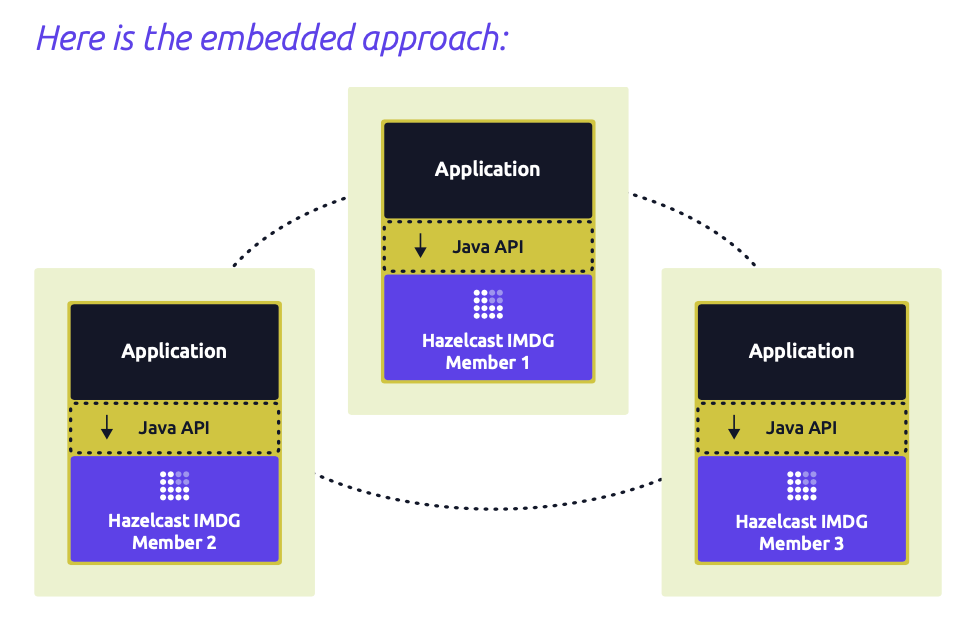 Here is the embedded approach:
Application
Java API
Hazelcast IMDG
Member 1
Application
Java API
Hazelcast IMDG
Member 2
Application
Java API
Hazelcast IMDG
Member 3